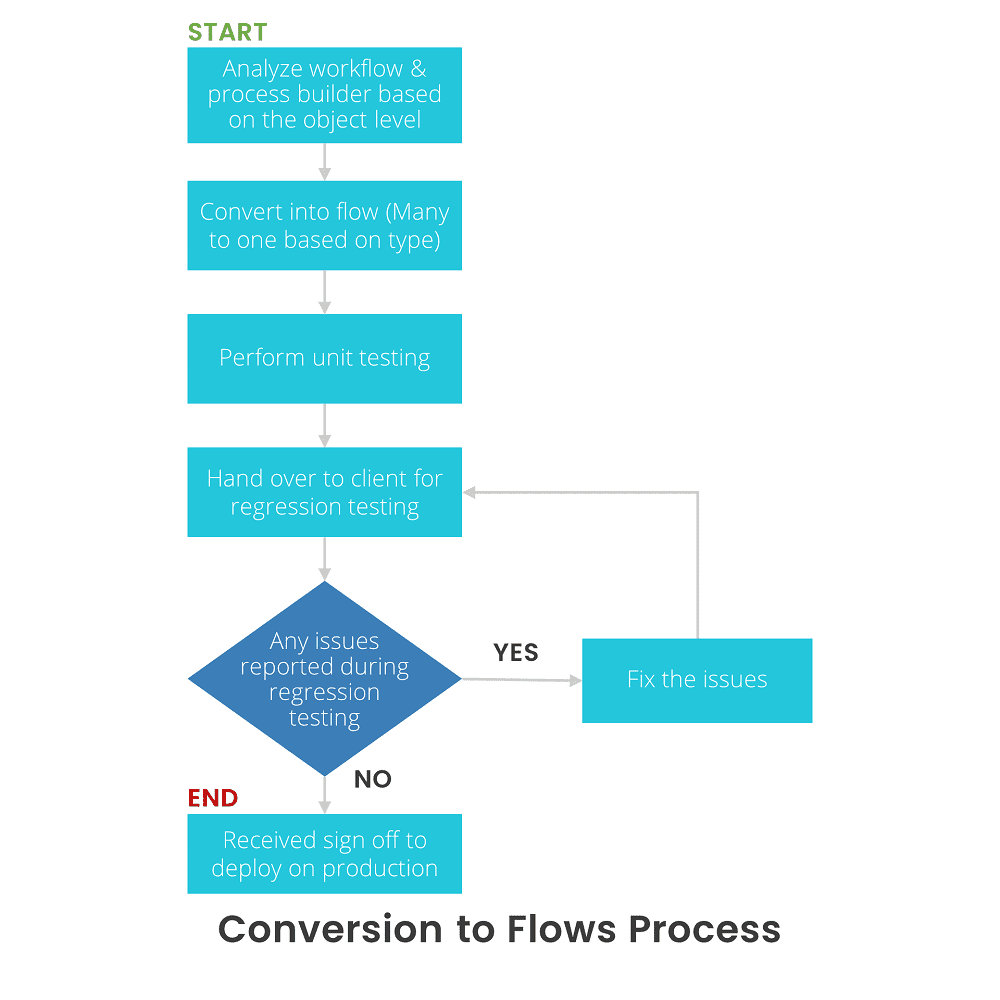 START
Analyze workflow &
process builder based
on the object level
Convert into flow (Many
to one based on type)
Perform unit testing
Hand over to client for
regression testing
Any issues
reported during
regression
testing
YES
Fix the issues
NO
END
Received sign off to
deploy on production
Conversion to Flows Process